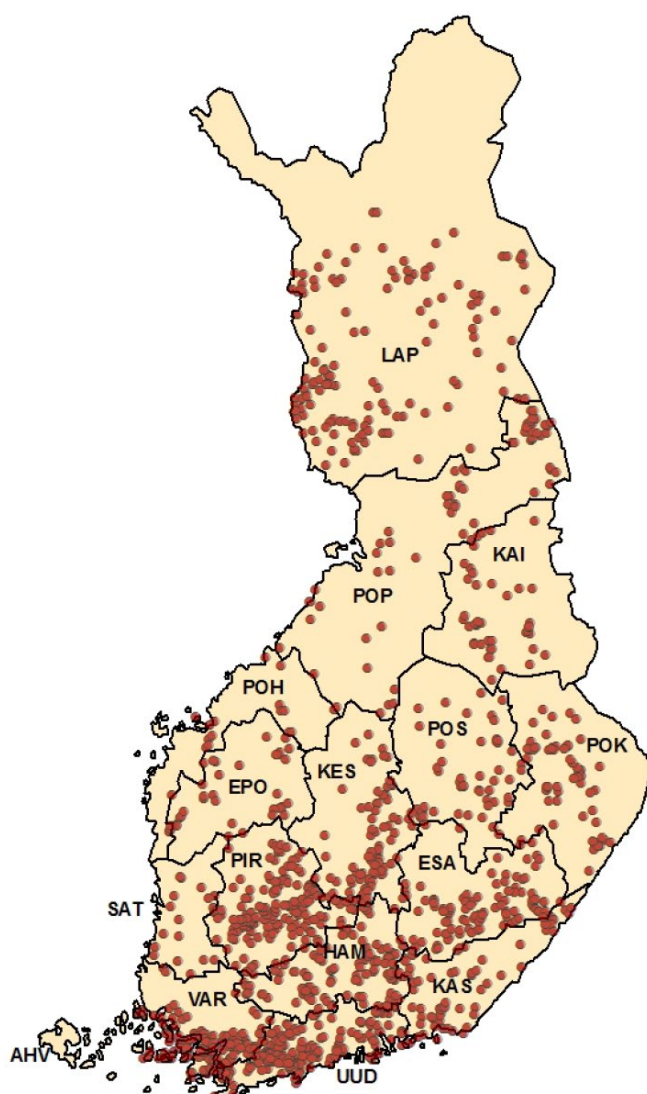 LAP
KAI
POP
POH
POS
POK
KES
EPO
PIR
ESA
SAT
HAM
KAS
VAR
AHV
UUD